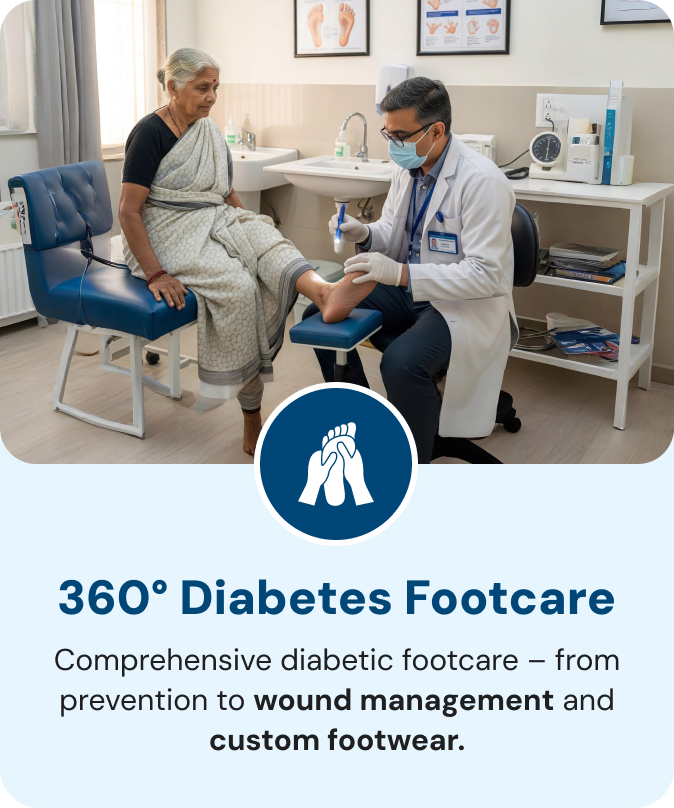 360° Diabetes Footcare
Comprehensive diabetic footcare – from
prevention to wound management and
custom footwear.